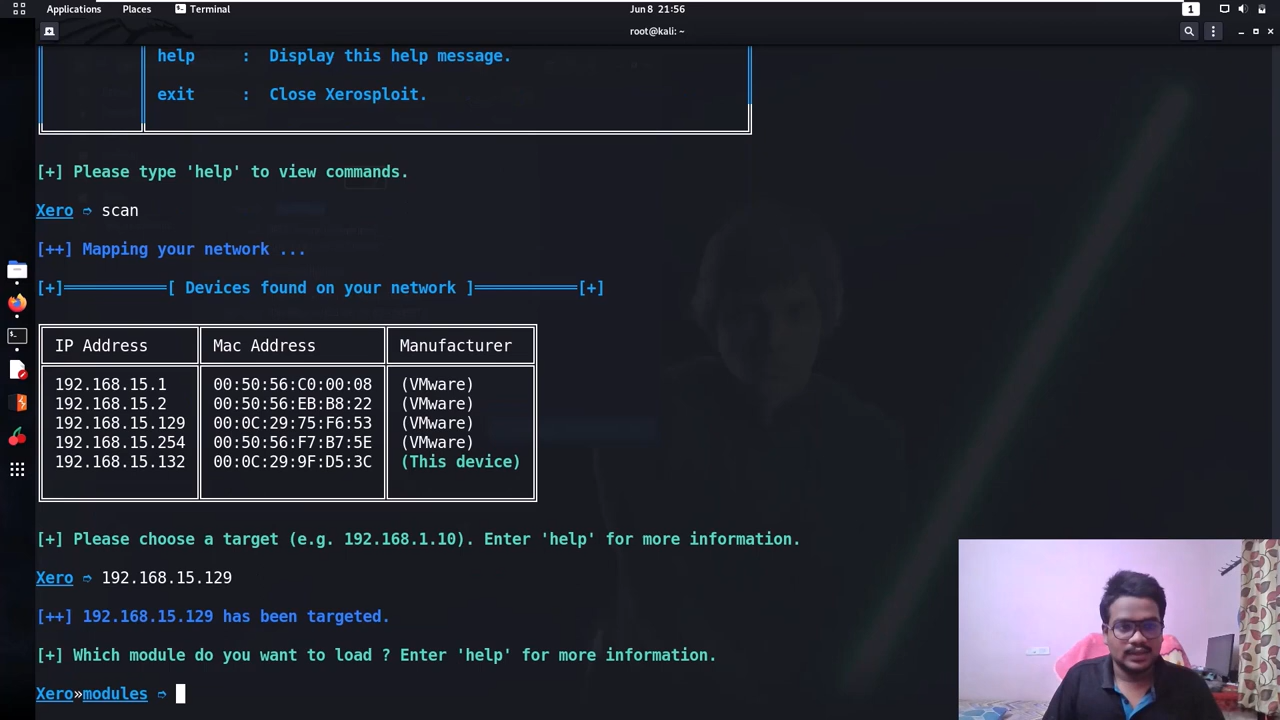 Applications Places Terminal Jun 8 21:56 1
root@kali: ~
help : Display this help message.
exit : Close Xerosploit.
[+] Please type 'help' to view commands.
Xero ➮ scan
[++] Mapping your network ...
[+]═══════════[ Devices found on your network ]═══════════[+]
IP Address Mac Address Manufacturer
192.168.15.1 00:50:56:C0:00:08 (VMware)
192.168.15.2 00:50:56:EB:B8:22 (VMware)
192.168.15.129 00:0C:29:75:F6:53 (VMware)
192.168.15.254 00:50:56:F7:B7:5E (VMware)
192.168.15.132 00:0C:29:9F:D5:3C (This device)
[+] Please choose a target (e.g. 192.168.1.10). Enter 'help' for more information.
Xero ➮ 192.168.15.129
[++] 192.168.15.129 has been targeted.
[+] Which module do you want to load ? Enter 'help' for more information.
Xero»modules ➮